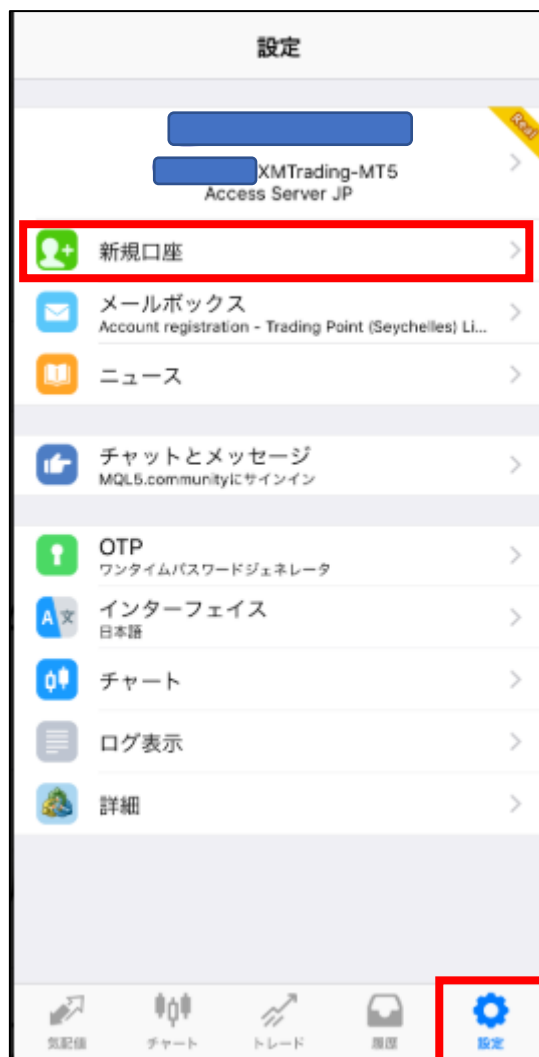 設定
Real
XMTrading-MT5
Access Server JP
新規口座
メールボックス
Account registration - Trading Point (Seychelles) Li...
ニュース
チャットとメッセージ
MQL5.communityにサインイン
OTP
ワンタイムパスワードジェネレータ
インターフェイス
日本語
チャート
ログ表示
詳細
気配値 チャート トレード 履歴 設定